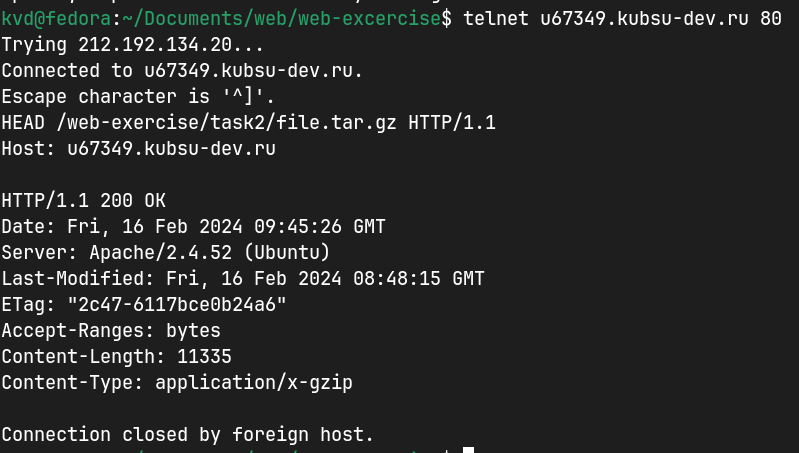 kvd@fedora:~/Documents/web/web-excercise$ telnet u67349.kubsu-dev.ru 80
Trying 212.192.134.20...
Connected to u67349.kubsu-dev.ru.
Escape character is '^]'.
HEAD /web-exercise/task2/file.tar.gz HTTP/1.1
Host: u67349.kubsu-dev.ru

HTTP/1.1 200 OK
Date: Fri, 16 Feb 2024 09:45:26 GMT
Server: Apache/2.4.52 (Ubuntu)
Last-Modified: Fri, 16 Feb 2024 08:48:15 GMT
ETag: "2c47-6117bce0b24a6"
Accept-Ranges: bytes
Content-Length: 11335
Content-Type: application/x-gzip

Connection closed by foreign host.